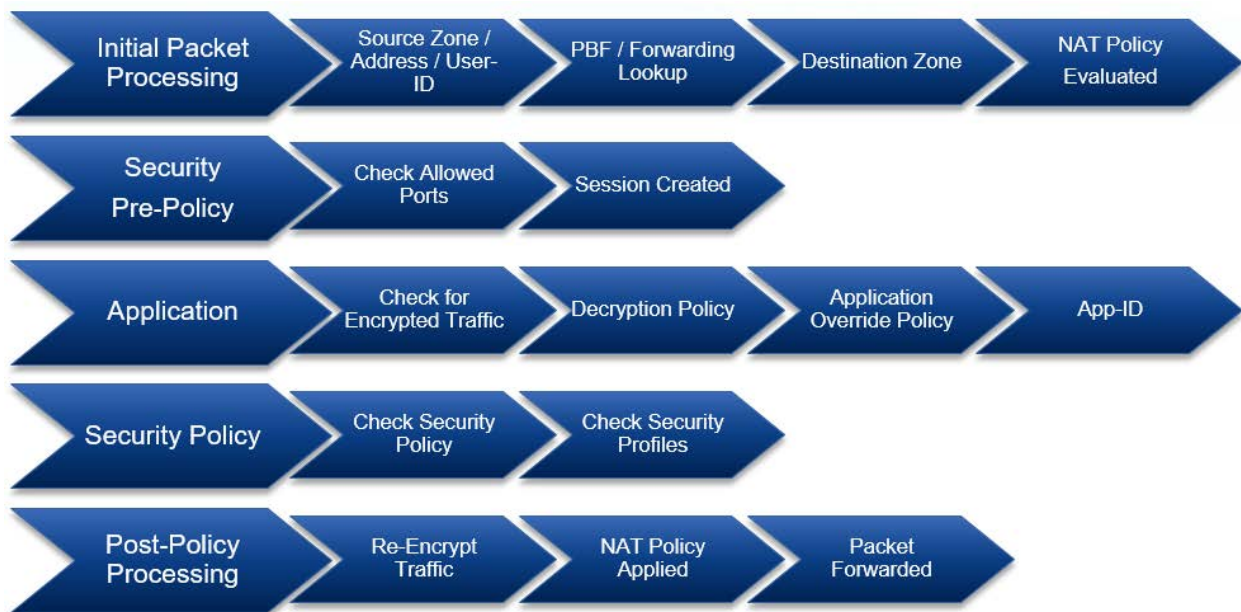 Initial Packet
Processing
Source Zone /
Address / User-
ID
PBF / Forwarding
Lookup
Destination Zone
NAT Policy
Evaluated
Security
Pre-Policy
Check Allowed
Ports
Session Created
Application
Check for
Encrypted Traffic
Decryption Policy
Application
Override Policy
App-ID
Security Policy
Check Security
Policy
Check Security
Profiles
Post-Policy
Processing
Re-Encrypt
Traffic
NAT Policy
Applied
Packet
Forwarded